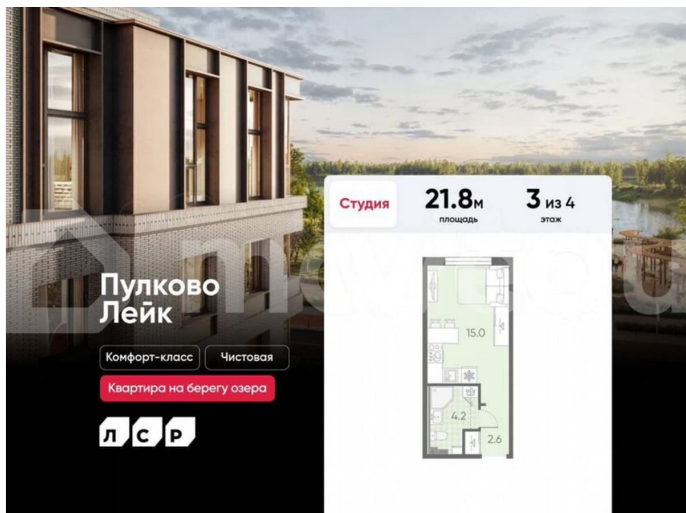 Студия
21.8м
площадь
3 из 4
этаж
Пулково
Лейк
Комфорт-класс
Чистовая
Квартира на берегу озера
ЛСР
15.0
4.2
2.6